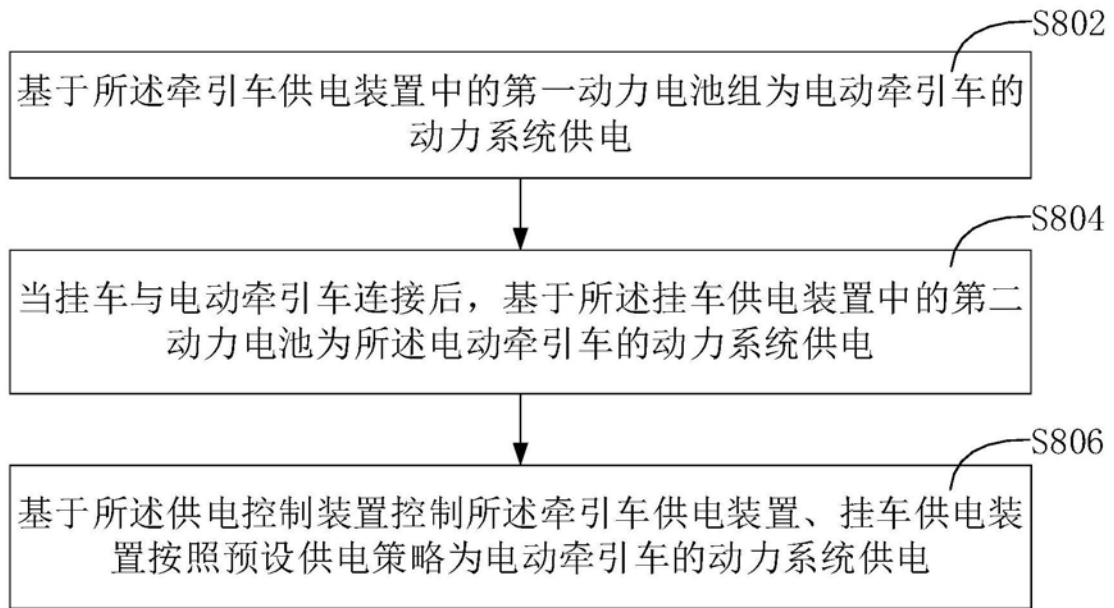 S802
基于所述牵引车供电装置中的第一动力电池组为电动牵引车的
动力系统供电
S804
当挂车与电动牵引车连接后，基于所述挂车供电装置中的第二
动力电池为所述电动牵引车的动力系统供电
S806
基于所述供电控制装置控制所述牵引车供电装置、挂车供电装
置按照预设供电策略为电动牵引车的动力系统供电